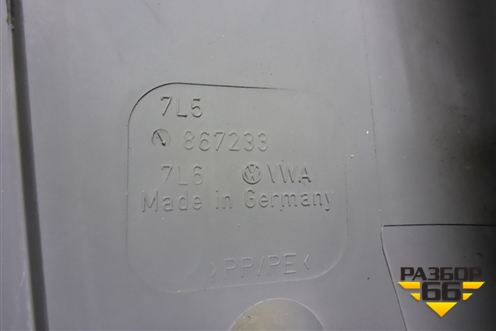 7L5
867233
7L6 VWA
Made in Germany
>PP/PE<
РАЗБОР
66